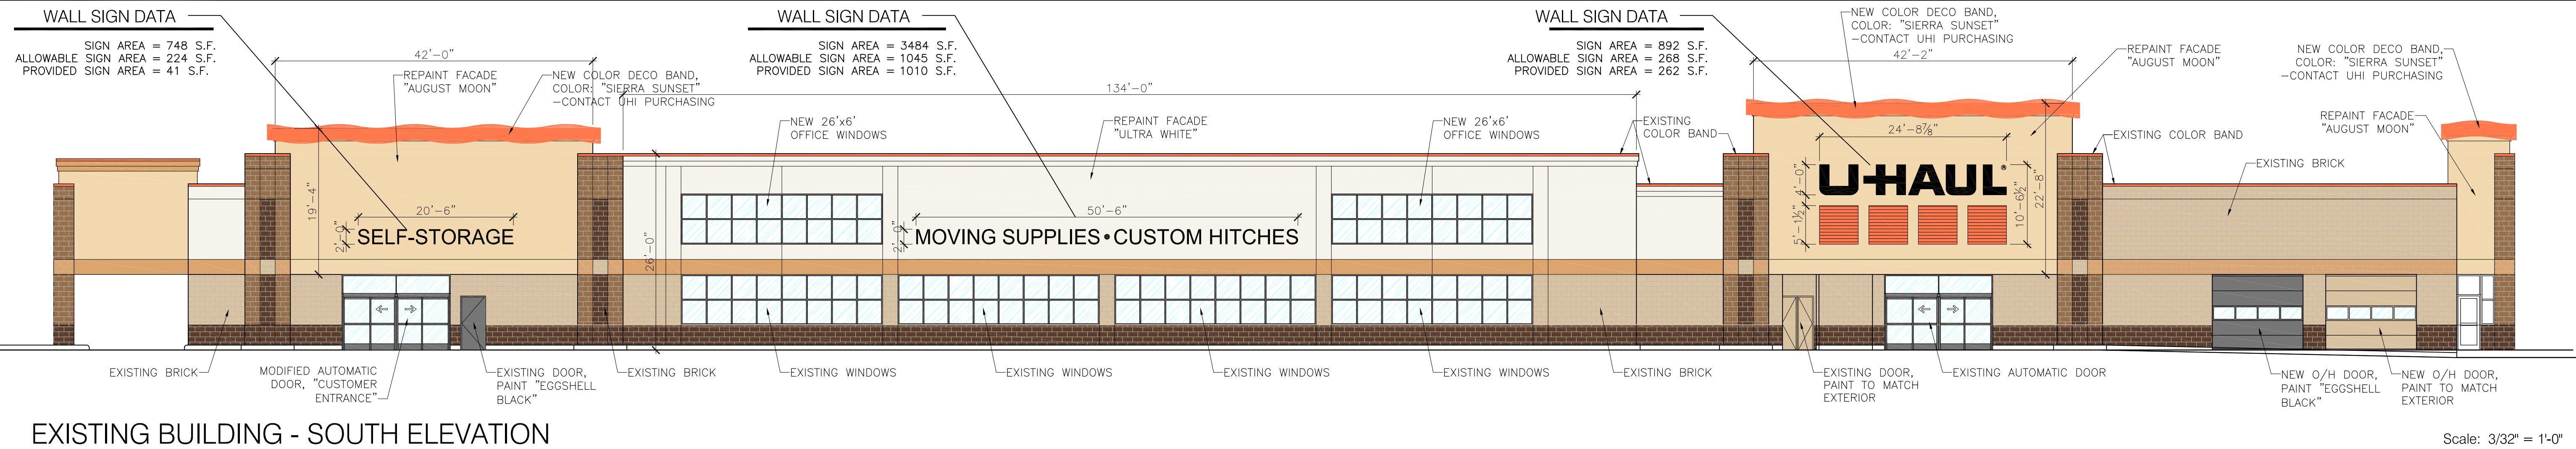 WALL SIGN DATA
SIGN AREA = 748 S.F.
ALLOWABLE SIGN AREA = 224 S.F.
PROVIDED SIGN AREA = 41 S.F.
42'-0"
REPAINT FACADE
"AUGUST MOON"
NEW COLOR DECO BAND,
COLOR: "SIERRA SUNSET"
-CONTACT UHI PURCHASING
WALL SIGN DATA
SIGN AREA = 3484 S.F.
ALLOWABLE SIGN AREA = 1045 S.F.
PROVIDED SIGN AREA = 1010 S.F.
134'-0"
NEW 26'x6'
OFFICE WINDOWS
REPAINT FACADE
"ULTRA WHITE"
NEW 26'x6'
OFFICE WINDOWS
EXISTING
COLOR BAND
WALL SIGN DATA
SIGN AREA = 892 S.F.
ALLOWABLE SIGN AREA = 268 S.F.
PROVIDED SIGN AREA = 262 S.F.
NEW COLOR DECO BAND,
COLOR: "SIERRA SUNSET"
-CONTACT UHI PURCHASING
42'-2"
REPAINT FACADE
"AUGUST MOON"
NEW COLOR DECO BAND,
COLOR: "SIERRA SUNSET"
-CONTACT UHI PURCHASING
REPAINT FACADE
"AUGUST MOON"
EXISTING COLOR BAND
EXISTING BRICK
19'-4"
20'-6"
2'-0"
SELF-STORAGE
26'-0"
50'-6"
2'-0"
MOVING SUPPLIES • CUSTOM HITCHES
24'-8⅞"
U-HAUL®
4'-0"
5'-1½"
10'-6½"
22'-8"
EXISTING BRICK
MODIFIED AUTOMATIC
DOOR, "CUSTOMER
ENTRANCE"
EXISTING DOOR,
PAINT "EGGSHELL
BLACK"
EXISTING BRICK
EXISTING WINDOWS
EXISTING WINDOWS
EXISTING WINDOWS
EXISTING WINDOWS
EXISTING BRICK
EXISTING DOOR,
PAINT TO MATCH
EXTERIOR
EXISTING AUTOMATIC DOOR
NEW O/H DOOR,
PAINT "EGGSHELL
BLACK"
NEW O/H DOOR,
PAINT TO MATCH
EXTERIOR
EXISTING BUILDING - SOUTH ELEVATION
Scale: 3/32" = 1'-0"